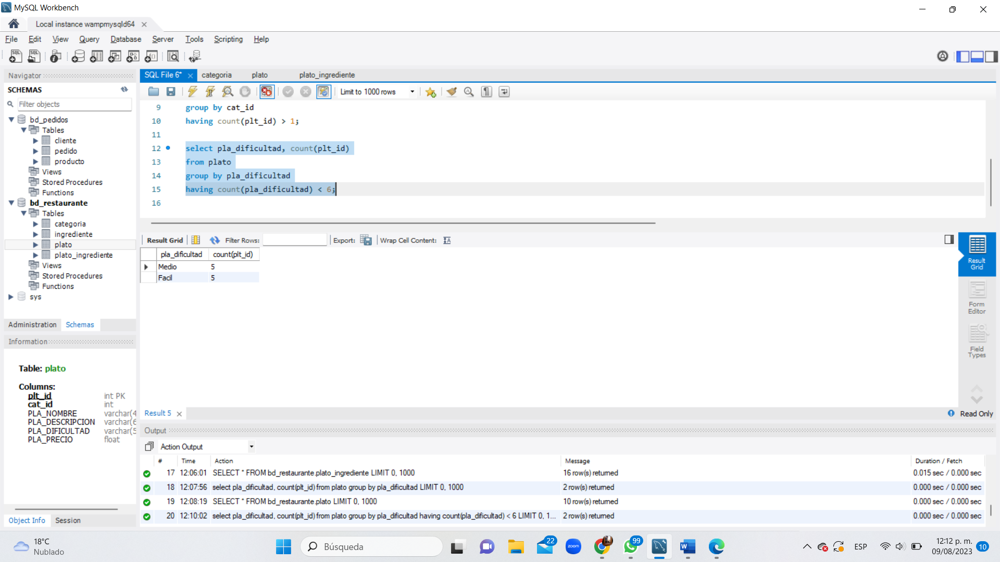 MySQL Workbench
Local instance wampmysqld64
File Edit View Query Database Server Tools Scripting Help
Navigator
SCHEMAS
Filter objects
bd_pedidos
Tables
cliente
pedido
producto
Views
Stored Procedures
Functions
bd_restaurante
Tables
categoria
ingrediente
plato
plato_ingrediente
Views
Stored Procedures
Functions
sys
Administration Schemas
Information
Table: plato
Columns:
plt_id int PK
cat_id int
PLA_NOMBRE varchar(4
PLA_DESCRIPCION varchar(6
PLA_DIFICULTAD varchar(5
PLA_PRECIO float
Object Info Session
SQL File 6* categoria plato plato_ingrediente
Limit to 1000 rows
9 group by cat_id
10 having count(plt_id) > 1;
11
12 select pla_dificultad, count(plt_id)
13 from plato
14 group by pla_dificultad
15 having count(pla_dificultad) < 6;
16
Result Grid Filter Rows: Export: Wrap Cell Content:
pla_dificultad count(plt_id)
Medio 5
Facil 5
Result Grid
Form Editor
Field Types
Result 5 Read Only
Output
Action Output
# Time Action Message Duration / Fetch
17 12:06:01 SELECT * FROM bd_restaurante.plato_ingrediente LIMIT 0, 1000 16 row(s) returned 0.015 sec / 0.000 sec
18 12:07:56 select pla_dificultad, count(plt_id) from plato group by pla_dificultad LIMIT 0, 1000 2 row(s) returned 0.000 sec / 0.000 sec
19 12:08:19 SELECT * FROM bd_restaurante.plato LIMIT 0, 1000 10 row(s) returned 0.000 sec / 0.000 sec
20 12:10:02 select pla_dificultad, count(plt_id) from plato group by pla_dificultad having count(pla_dificultad) < 6 LIMIT 0, 1... 2 row(s) returned 0.000 sec / 0.000 sec
18°C
Nublado
Búsqueda
22
zoom
99
W
ESP
12:12 p. m.
09/08/2023
10